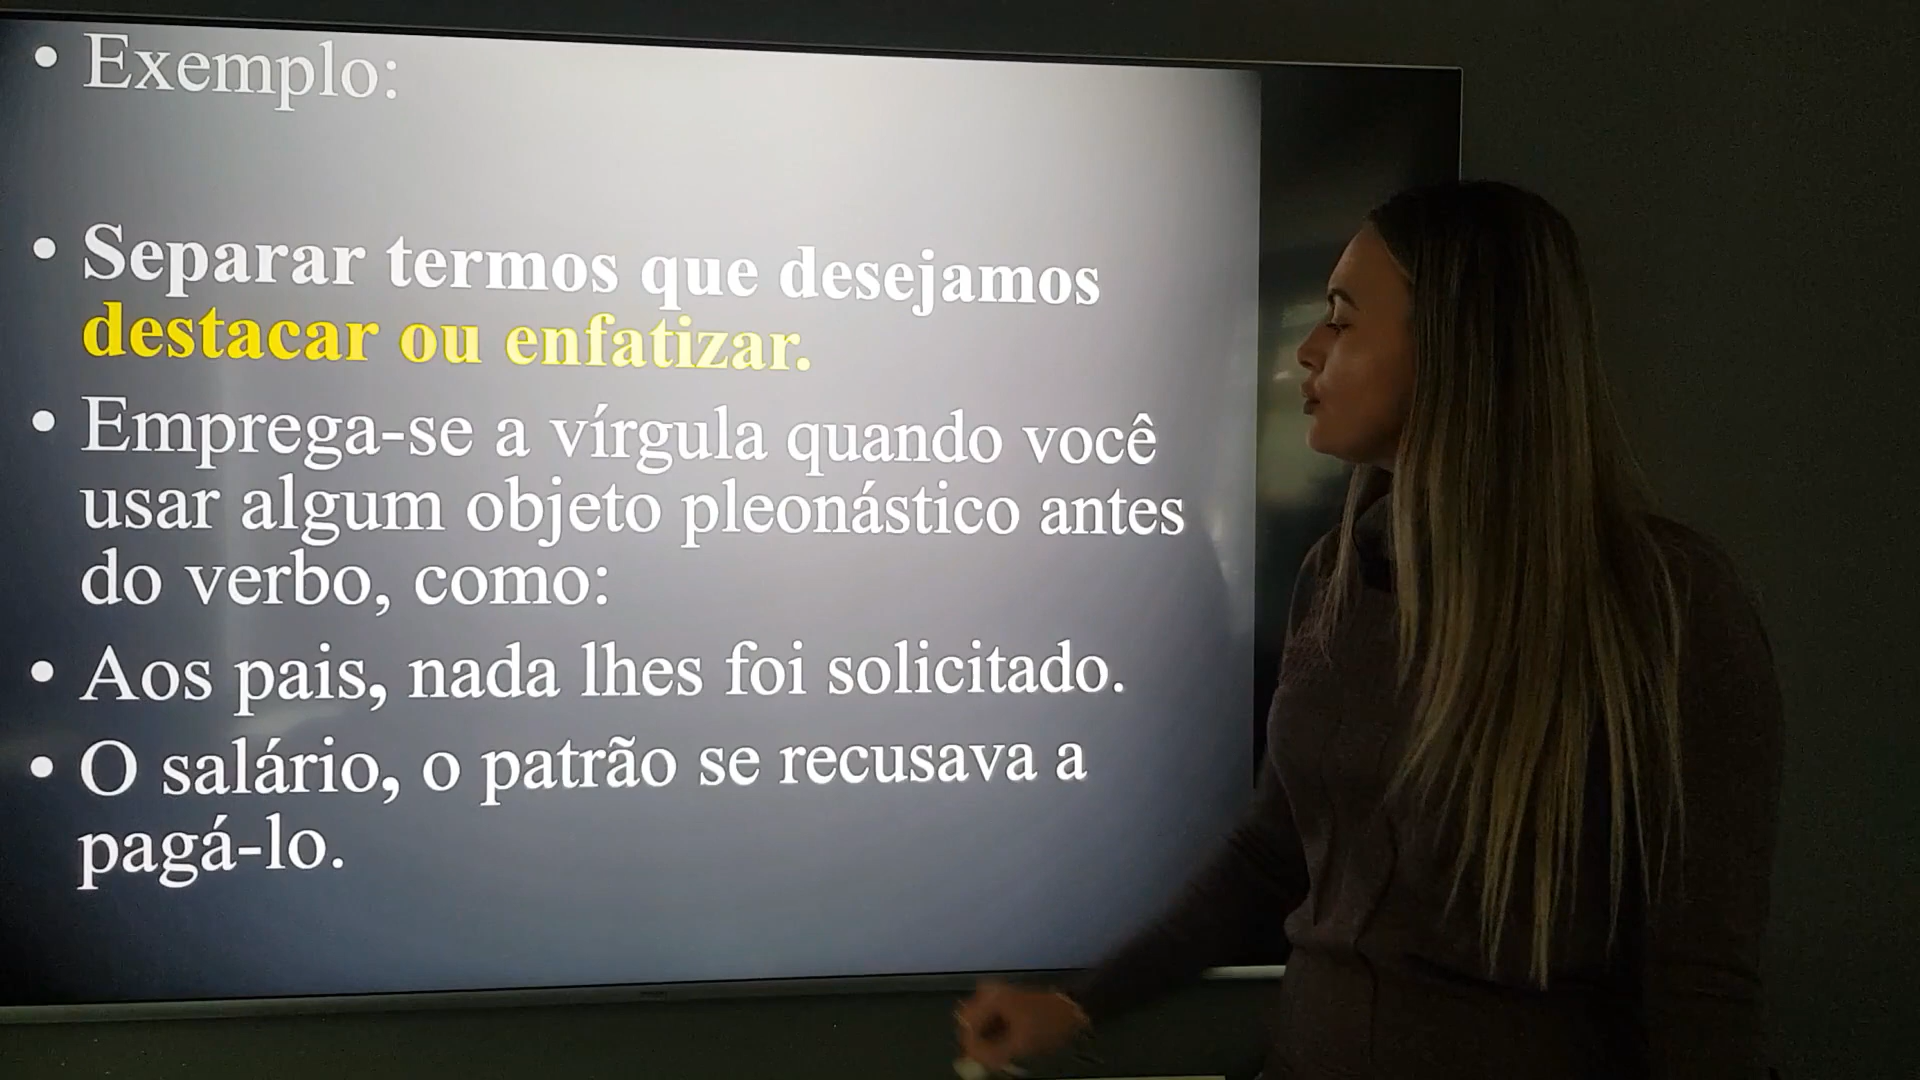 • Exemplo:
• Separar termos que desejamos
destacar ou enfatizar.
• Emprega-se a vírgula quando você
usar algum objeto pleonástico antes
do verbo, como:
• Aos pais, nada lhes foi solicitado.
• O salário, o patrão se recusava a
pagá-lo.